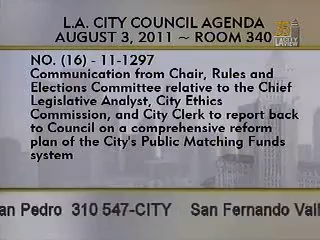 L.A. CITY COUNCIL AGENDA
AUGUST 3, 2011 ~ ROOM 340
NO. (16) - 11-1297
Communication from Chair, Rules and
Elections Committee relative to the Chief
Legislative Analyst, City Ethics
Commission, and City Clerk to report back
to Council on a comprehensive reform
plan of the City's Public Matching Funds
system
an Pedro 310 547-CITY San Fernando Vall